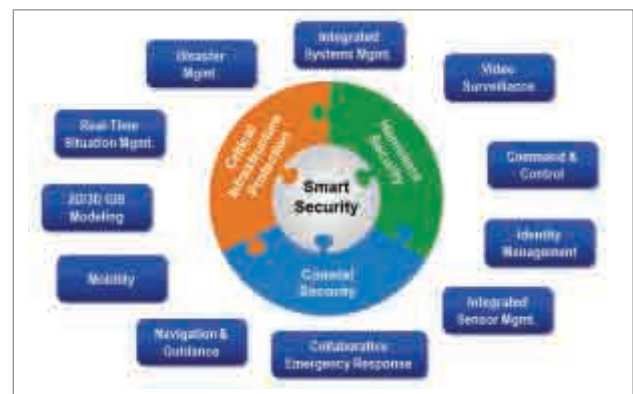 Integrated
Systems Mgmt.
Disaster
Mgmt
Video
Surveillance
Real-Time
Situation Mgmt.
Critical
Infrastructure
Protection
Homeland
Security
Smart
Security
Command &
Control
2D/3D GIS
Modeling
Identity
Management
Mobility
Coastal
Security
Integrated
Sensor Mgmt.
Navigation &
Guidance
Collaborative
Emergency Response